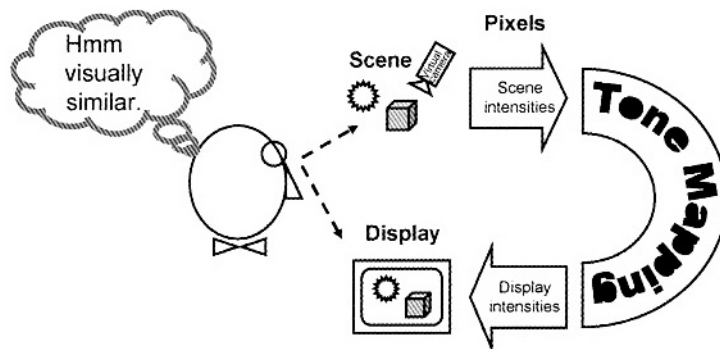 Hmm
visually
similar.
Scene
Virtual
camera
Pixels
Scene
intensities
Tone Mapping
Display
Display
intensities